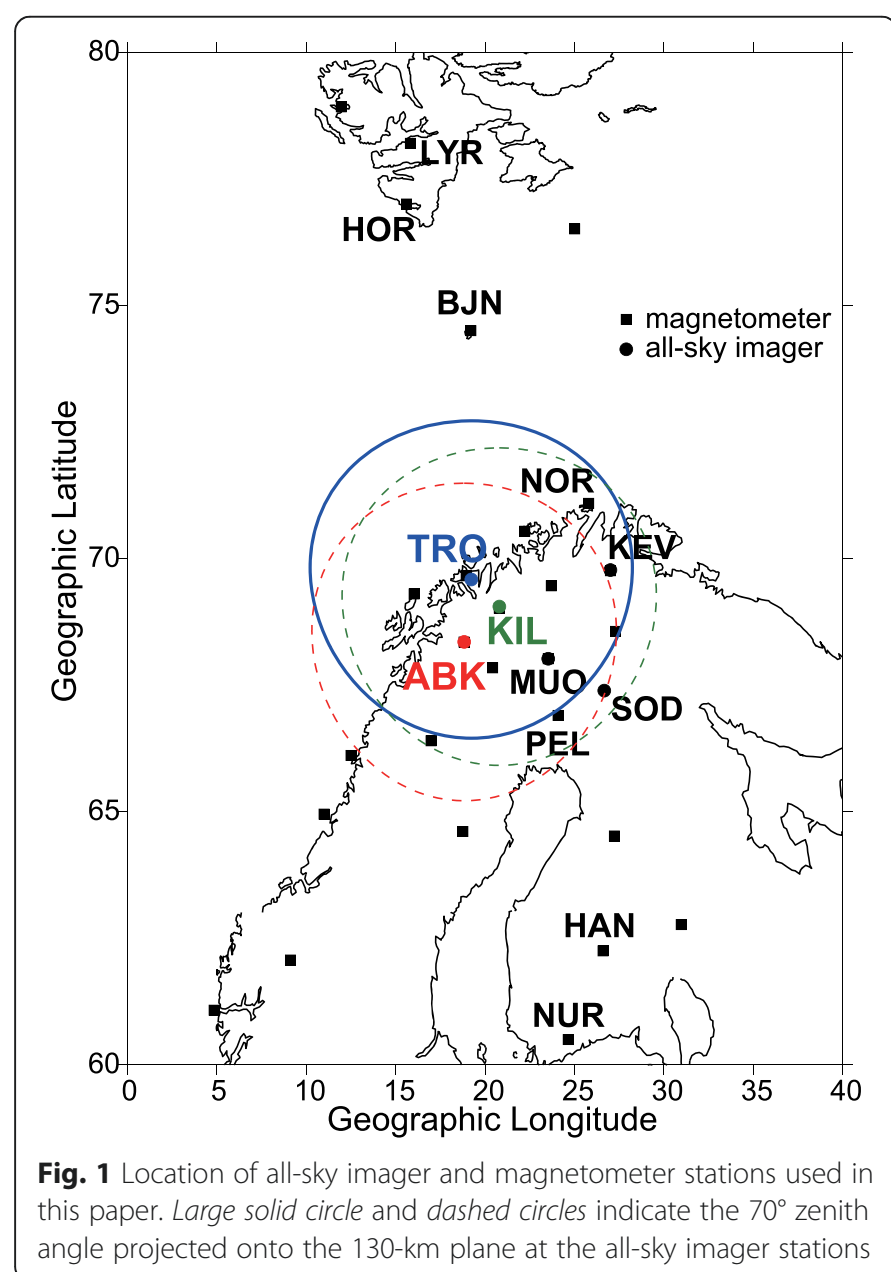 80
LYR
HOR
75
BJN
magnetometer
all-sky imager
NOR
70
TRO
KEV
KIL
ABK
MUO
SOD
PEL
65
HAN
NUR
60
Geographic Latitude
0 5 10 15 20 25 30 35 40
Geographic Longitude
Fig. 1 Location of all-sky imager and magnetometer stations used in
this paper. Large solid circle and dashed circles indicate the 70° zenith
angle projected onto the 130-km plane at the all-sky imager stations